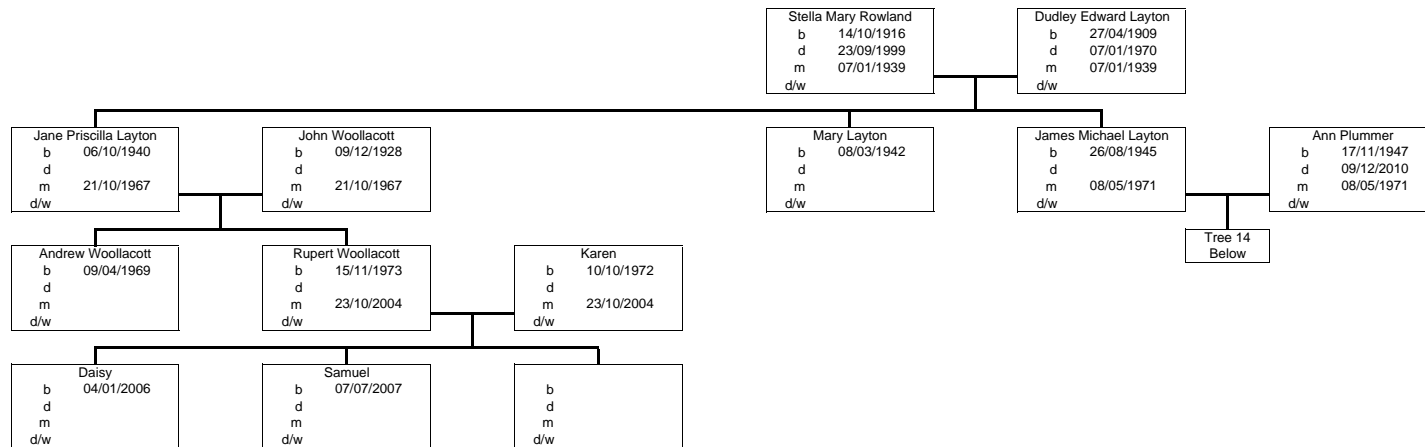 Stella Mary Rowland
b 14/10/1916
d 23/09/1999
m 07/01/1939
d/w
Dudley Edward Layton
b 27/04/1909
d 07/01/1970
m 07/01/1939
d/w
Jane Priscilla Layton
b 06/10/1940
d
m 21/10/1967
d/w
John Woollacott
b 09/12/1928
d
m 21/10/1967
d/w
Mary Layton
b 08/03/1942
d
m
d/w
James Michael Layton
b 26/08/1945
d
m 08/05/1971
d/w
Ann Plummer
b 17/11/1947
d 09/12/2010
m 08/05/1971
d/w
Andrew Woollacott
b 09/04/1969
d
m
d/w
Rupert Woollacott
b 15/11/1973
d
m 23/10/2004
d/w
Karen
b 10/10/1972
d
m 23/10/2004
d/w
Tree 14
Below
Daisy
b 04/01/2006
d
m
d/w
Samuel
b 07/07/2007
d
m
d/w
b
d
m
d/w